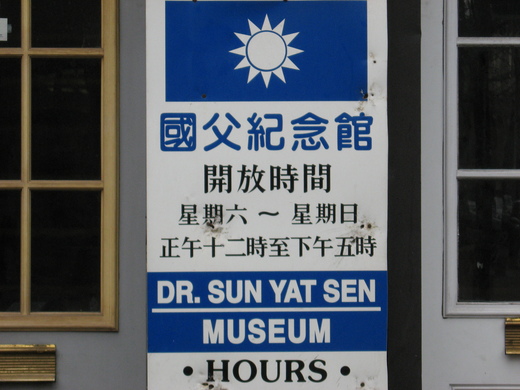 國父紀念館
開放時間
星期六～星期日
正午十二時至下午五時
DR. SUN YAT SEN
MUSEUM
• HOURS •